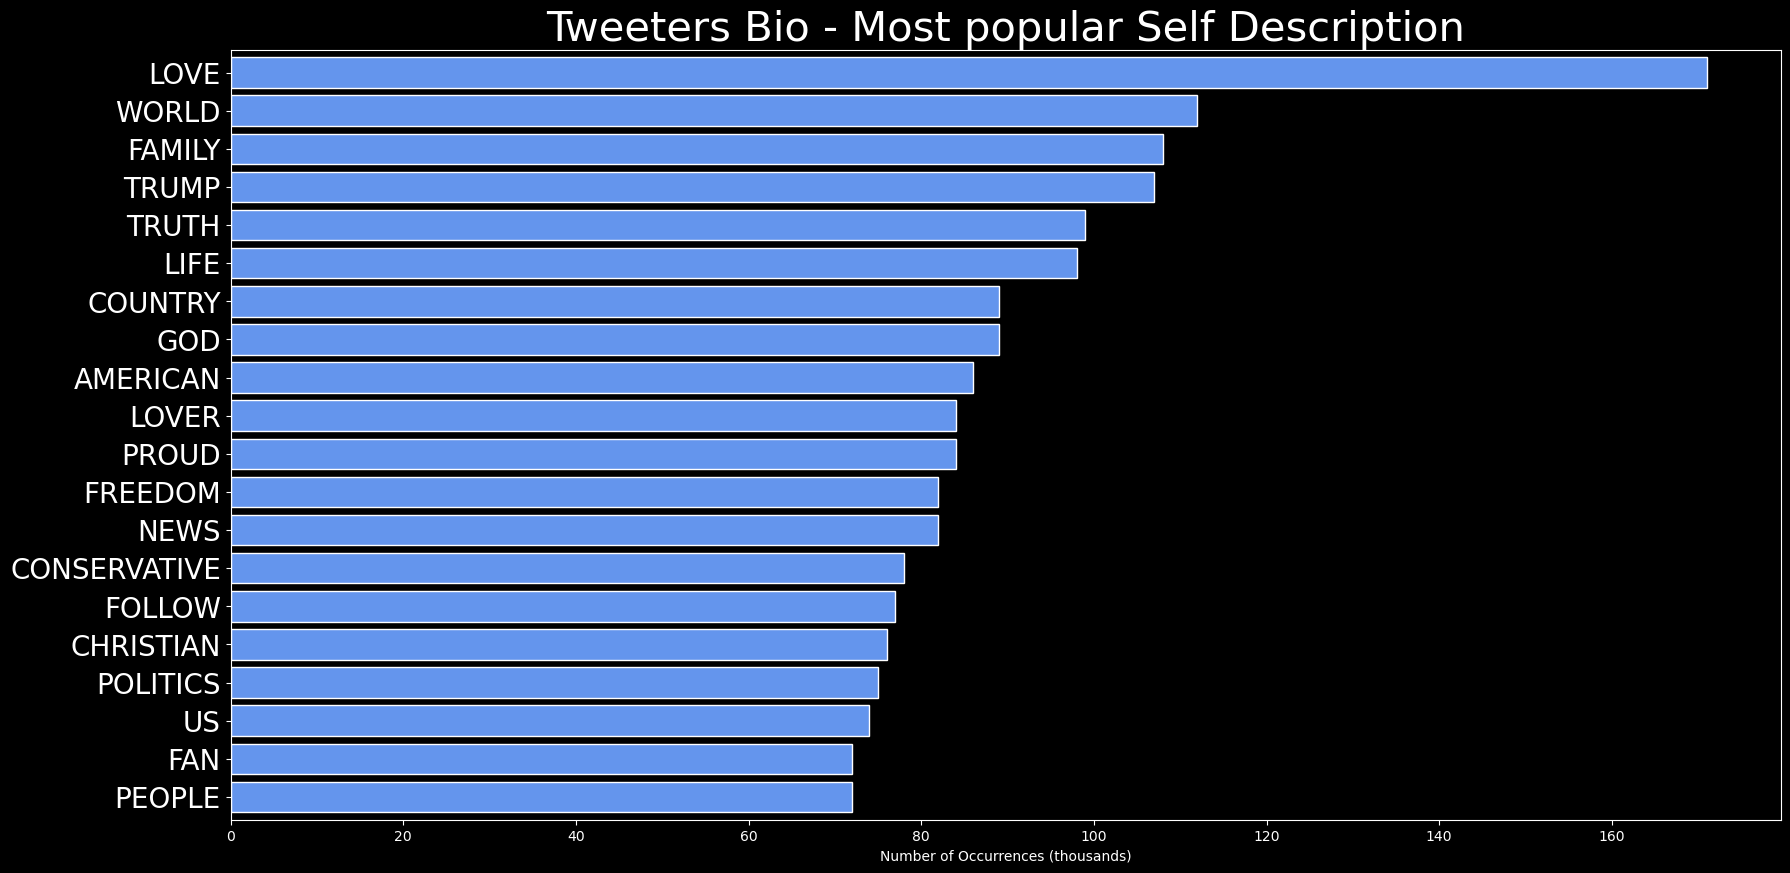 Tweeters Bio - Most popular Self Description
LOVE
WORLD
FAMILY
TRUMP
TRUTH
LIFE
COUNTRY
GOD
AMERICAN
LOVER
PROUD
FREEDOM
NEWS
CONSERVATIVE
FOLLOW
CHRISTIAN
POLITICS
US
FAN
PEOPLE
0 20 40 60 80 100 120 140 160
Number of Occurrences (thousands)